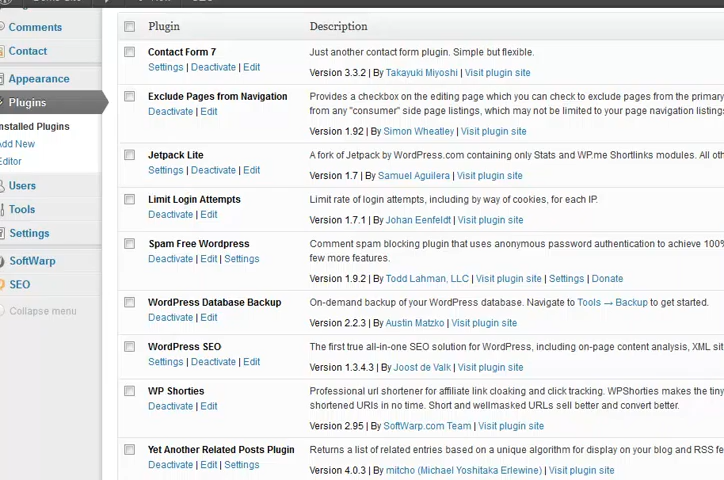 Comments
Contact
Appearance
Plugins
Installed Plugins
Add New
Editor
Users
Tools
Settings
SoftWarp
SEO
Collapse menu
Plugin Description
Contact Form 7 Just another contact form plugin. Simple but flexible.
Settings | Deactivate | Edit
Version 3.3.2 | By Takayuki Miyoshi | Visit plugin site
Exclude Pages from Navigation Provides a checkbox on the editing page which you can check to exclude pages from the primary
Deactivate | Edit from any "consumer" side page listings, which may not be limited to your page navigation listings
Version 1.92 | By Simon Wheatley | Visit plugin site
Jetpack Lite A fork of Jetpack by WordPress.com containing only Stats and WP.me Shortlinks modules. All
Settings | Deactivate | Edit
Version 1.7 | By Samuel Aguilera | Visit plugin site
Limit Login Attempts Limit rate of login attempts, including by way of cookies, for each IP.
Deactivate | Edit
Version 1.7.1 | By Johan Eenfeldt | Visit plugin site
Spam Free Wordpress Comment spam blocking plugin that uses anonymous password authentication to achieve 100%
Deactivate | Edit | Settings few more features.
Version 1.9.2 | By Todd Lahman, LLC | Visit plugin site | Settings | Donate
WordPress Database Backup On-demand backup of your WordPress database. Navigate to Tools → Backup to get started.
Deactivate | Edit
Version 2.2.3 | By Austin Matzko | Visit plugin site
WordPress SEO The first true all-in-one SEO solution for WordPress, including on-page content analysis, XML
Settings | Deactivate | Edit
Version 1.3.4.3 | By Joost de Valk | Visit plugin site
WP Shorties Professional url shortener for affiliate link cloaking and click tracking. WPShorties makes the tiny
Deactivate | Edit shortened URIs in no time. Short and wellmasked URLs sell better and convert better.
Version 2.95 | By SoftWarp.com Team | Visit plugin site
Yet Another Related Posts Plugin Returns a list of related entries based on a unique algorithm for display on your blog and RSS
Deactivate | Edit | Settings
Version 4.0.3 | By mitcho (Michael Yoshitaka Erlewine) | Visit plugin site